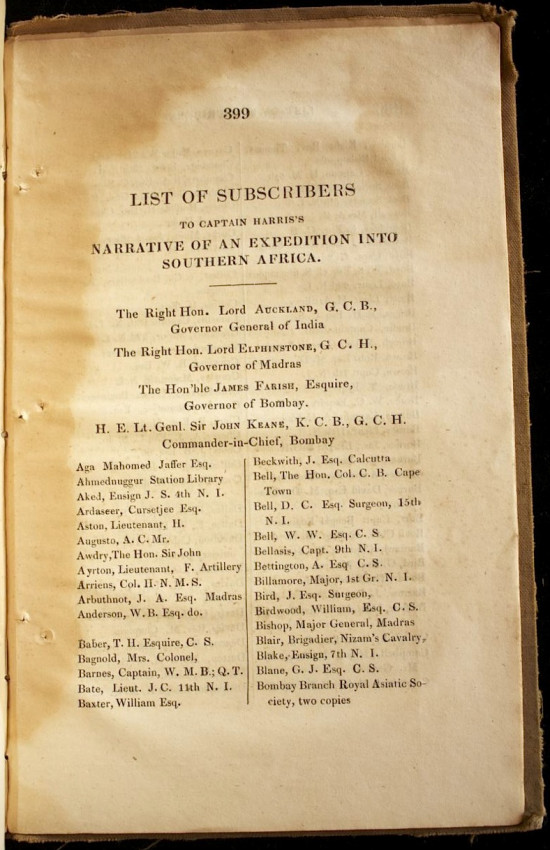 399
LIST OF SUBSCRIBERS
TO CAPTAIN HARRIS'S
NARRATIVE OF AN EXPEDITION INTO
SOUTHERN AFRICA.
The Right Hon. Lord AUCKLAND, G. C. B.,
Governor General of India
The Right Hon. Lord ELPHINSTONE, G. C. H.,
Governor of Madras
The Hon'ble JAMES FARISH, Esquire,
Governor of Bombay.
H. E. Lt. Genl. Sir JOHN KEANE, K. C. B., G. C. H.
Commander-in-Chief, Bombay
Aga Mahomed Jaffer Esq.
Ahmednuggur Station Library
Aked, Ensign J. S. 4th N. I.
Ardaseer, Cursetjee Esq.
Aston, Lieutenant, H.
Augusto, A. C. Mr.
Awdry, The Hon. Sir John
Ayrton, Lieutenant, F. Artillery
Arriens, Col. H. N. M. S.
Arbuthnot, J. A. Esq. Madras
Anderson, W. B. Esq. do.
Baber, T. H. Esquire, C. S.
Bagnold, Mrs. Colonel,
Barnes, Captain, W. M. B.; Q. T.
Bate, Lieut. J. C. 15th N. I.
Baxter, William Esq.
Beckwith, J. Esq. Calcutta
Bell, The Hon. Col. C. B. Cape
Town
Bell, D. C. Esq. Surgeon, 15th
N. I.
Bell, W. W. Esq. C. S
Bellasis, Capt. 9th N. I.
Bettington, A. Esq C. S.
Billamore, Major, 1st Gr. N. I.
Bird, J. Esq. Surgeon,
Birdwood, William, Esq. C. S.
Bishop, Major General, Madras
Blair, Brigadier, Nizam's Cavalry,
Blake, Ensign, 7th N. I.
Blane, G. J. Esq. C. S.
Bombay Branch Royal Asiatic So-
ciety, two copies